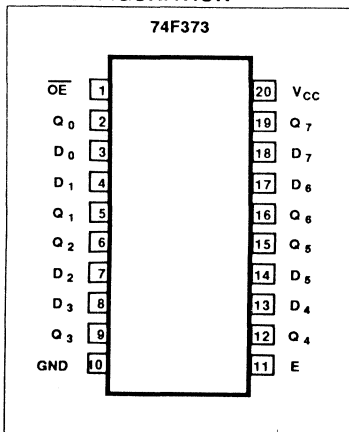 74F373
OE 1 20 VCC
Q0 2 19 Q7
D0 3 18 D7
D1 4 17 D6
Q1 5 16 Q6
Q2 6 15 Q5
D2 7 14 D5
D3 8 13 D4
Q3 9 12 Q4
GND 10 11 E